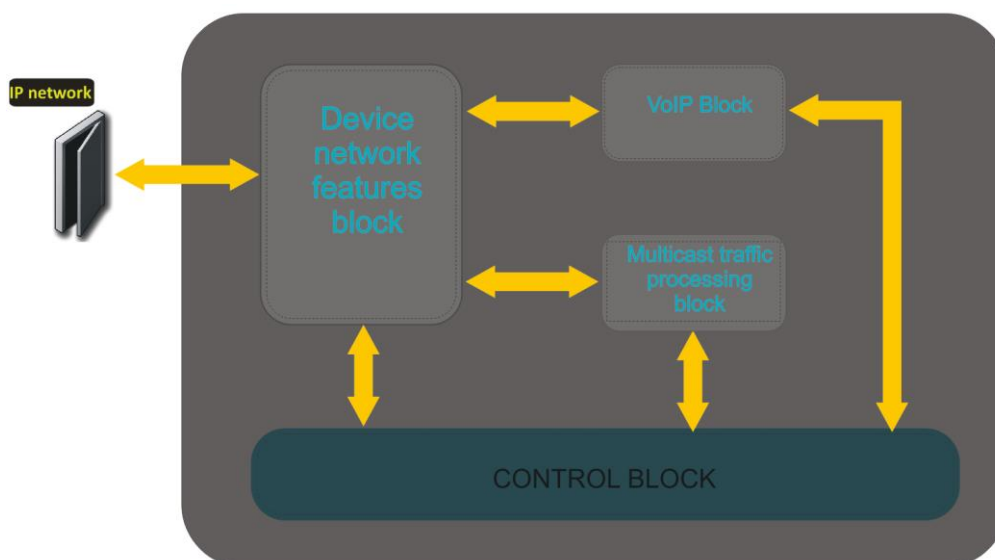 IP network
Device
network
features
block
VoIP Block
Multicast traffic
processing
block
CONTROL BLOCK